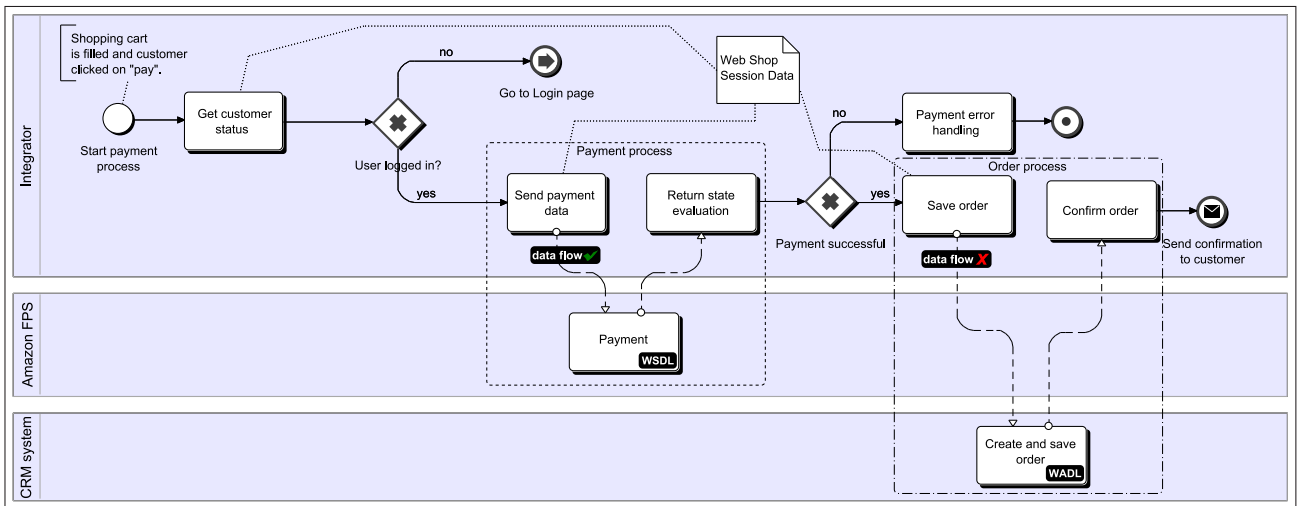 Integrator
Shopping cart
is filled and customer
clicked on "pay".
Start payment
process
Get customer
status
no
Go to Login page
User logged in?
yes
Web Shop
Session Data
Payment process
Send payment
data
data flow
Return state
evaluation
Payment successful
no
yes
Payment error
handling
Order process
Save order
data flow
Confirm order
Send confirmation
to customer
Amazon FPS
Payment
WSDL
CRM system
Create and save
order
WADL